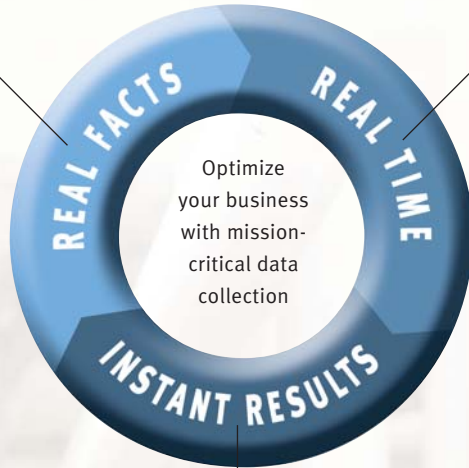 REAL FACTS
REAL TIME
Optimize
your business
with mission-
critical data
collection
INSTANT RESULTS